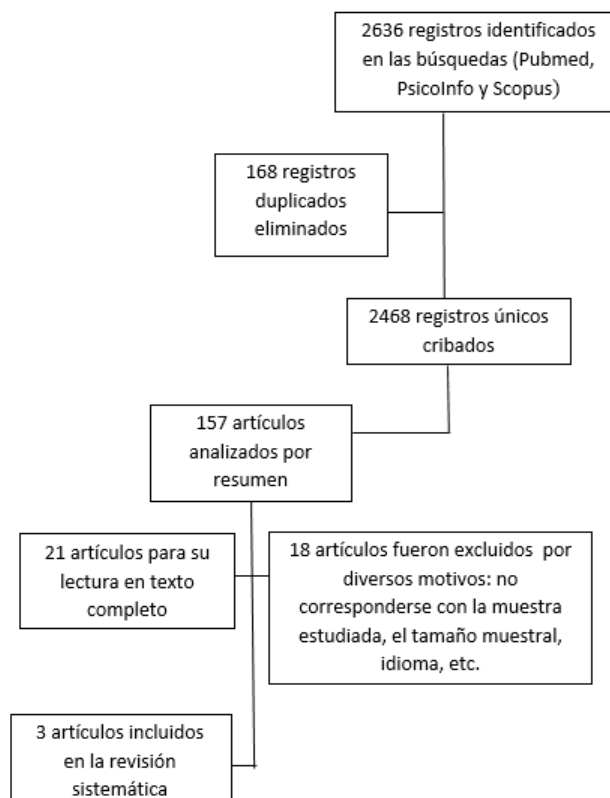 2636 registros identificados
en las búsquedas (Pubmed,
PsicoInfo y Scopus)
168 registros
duplicados
eliminados
2468 registros únicos
cribados
157 artículos
analizados por
resumen
21 artículos para su
lectura en texto
completo
18 artículos fueron excluidos por
diversos motivos: no
corresponderse con la muestra
estudiada, el tamaño muestral,
idioma, etc.
3 artículos incluidos
en la revisión
sistemática